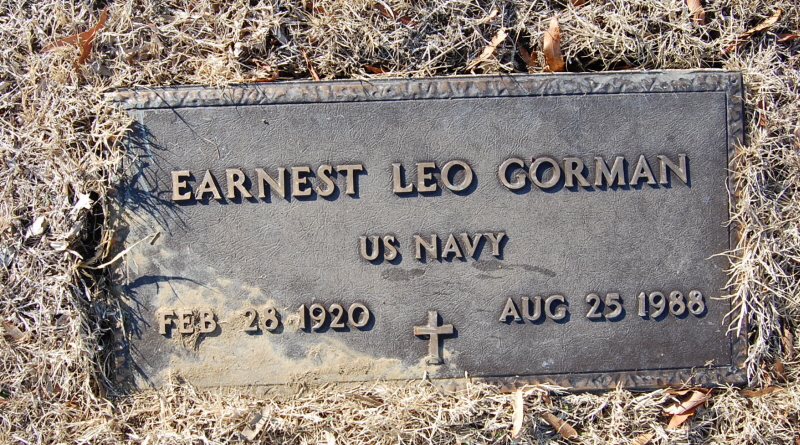 EARNEST LEO GORMAN
US NAVY
FEB 28 1920 AUG 25 1988